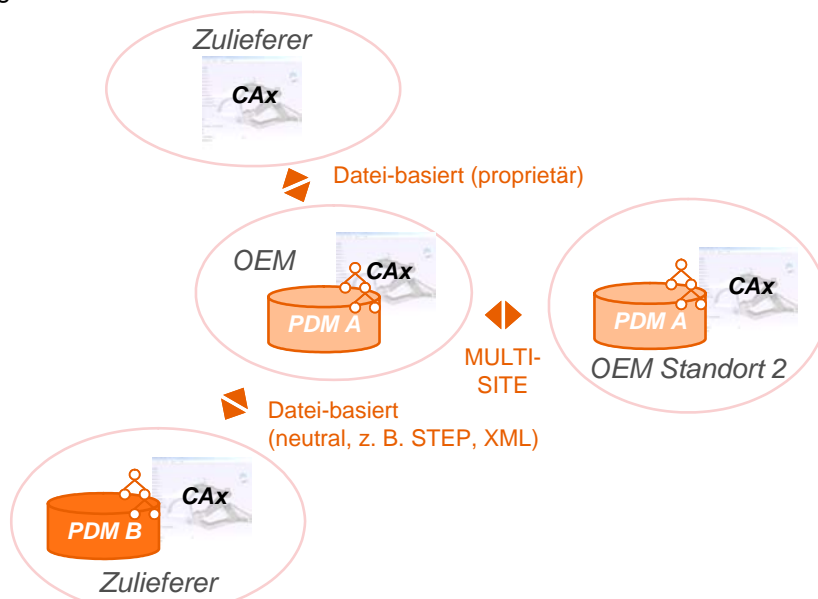 Zulieferer
CAx
Datei-basiert (proprietär)
OEM
CAx
PDM A
MULTI-
SITE
CAx
PDM A
OEM Standort 2
Datei-basiert
(neutral, z. B. STEP, XML)
CAx
PDM B
Zulieferer